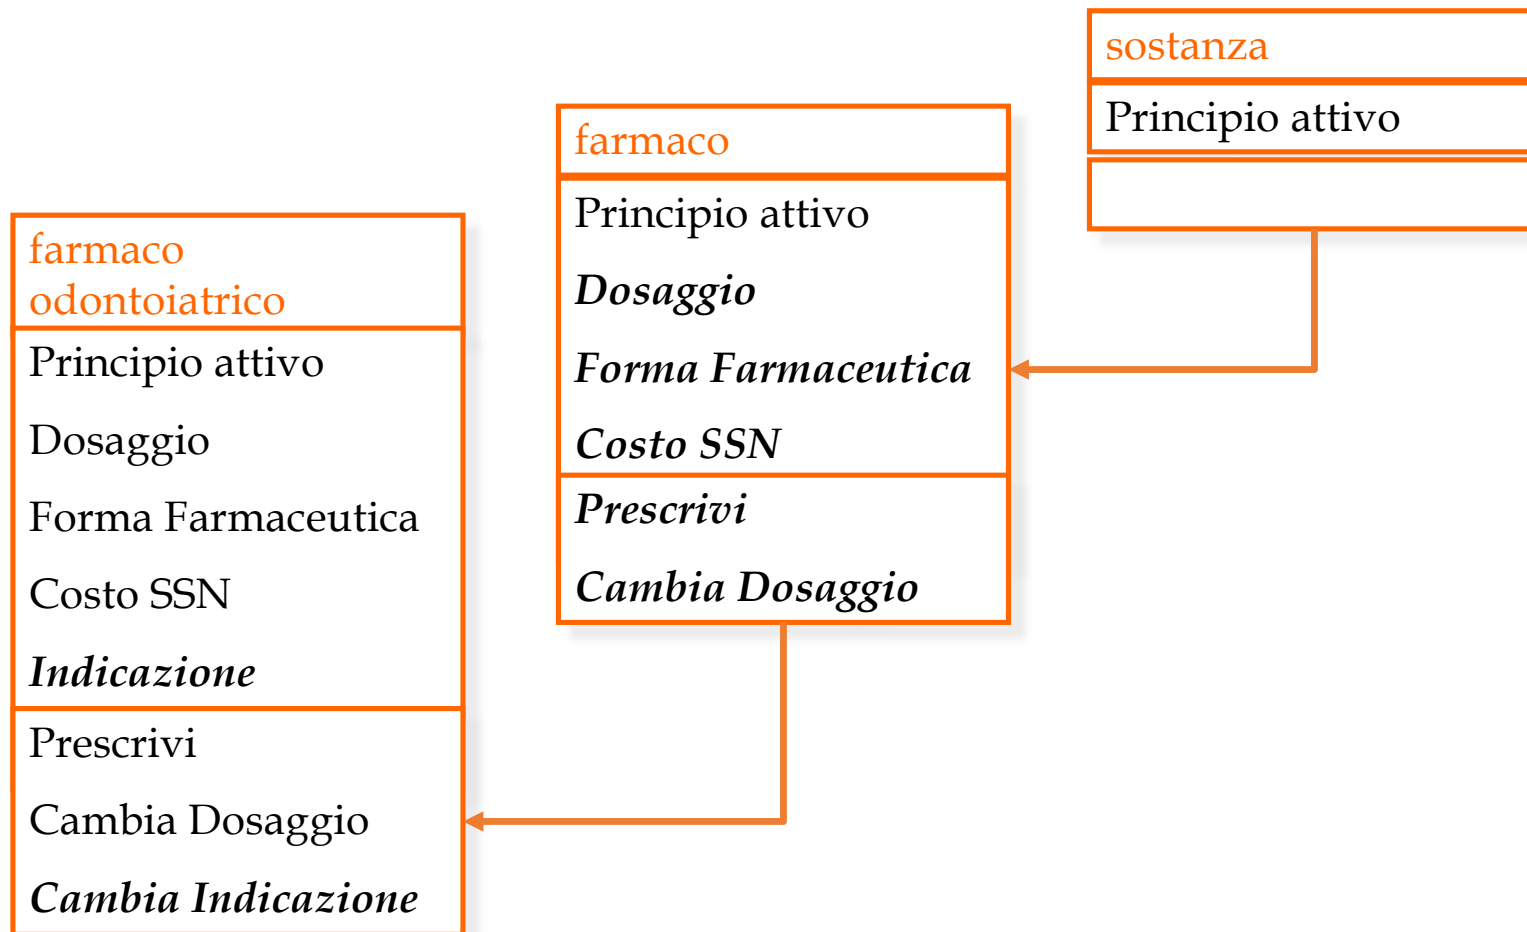 sostanza
Principio attivo
farmaco
Principio attivo
Dosaggio
Forma Farmaceutica
Costo SSN
Prescrivi
Cambia Dosaggio
farmaco
odontoiatrico
Principio attivo
Dosaggio
Forma Farmaceutica
Costo SSN
Indicazione
Prescrivi
Cambia Dosaggio
Cambia Indicazione